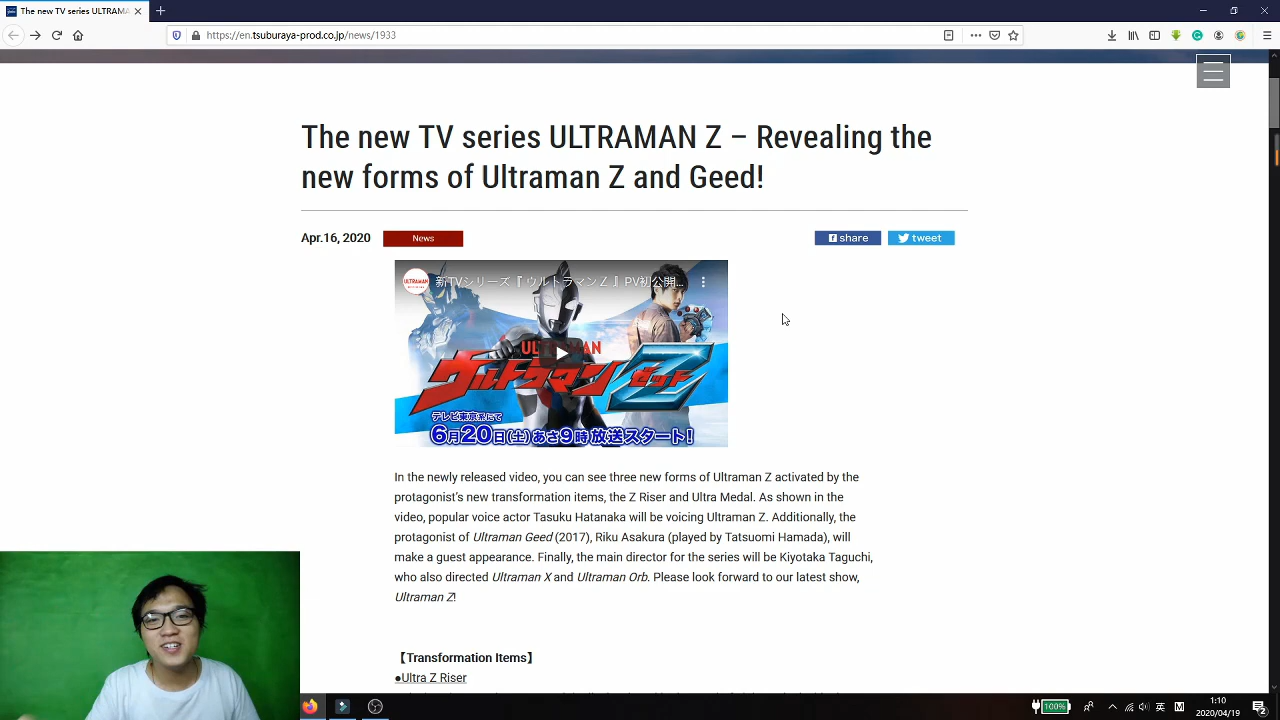 The new TV series ULTRAMA
https://en.tsuburaya-prod.co.jp/news/1933
The new TV series ULTRAMAN Z – Revealing the
new forms of Ultraman Z and Geed!
Apr.16, 2020
News
share
tweet
ULTRAMAN
新TVシリーズ『ウルトラマンZ』PV初公開...
ULTRAMAN
ウルトラマンZ
ゼット
テレビ東京系にて
6月20日(土)あさ9時 放送スタート!
In the newly released video, you can see three new forms of Ultraman Z activated by the
protagonist's new transformation items, the Z Riser and Ultra Medal. As shown in the
video, popular voice actor Tasuku Hatanaka will be voicing Ultraman Z. Additionally, the
protagonist of Ultraman Geed (2017), Riku Asakura (played by Tatsuomi Hamada), will
make a guest appearance. Finally, the main director for the series will be Kiyotaka Taguchi,
who also directed Ultraman X and Ultraman Orb. Please look forward to our latest show,
Ultraman Z!
【Transformation Items】
●Ultra Z Riser
100%
英
M
1:10
2020/04/19
2